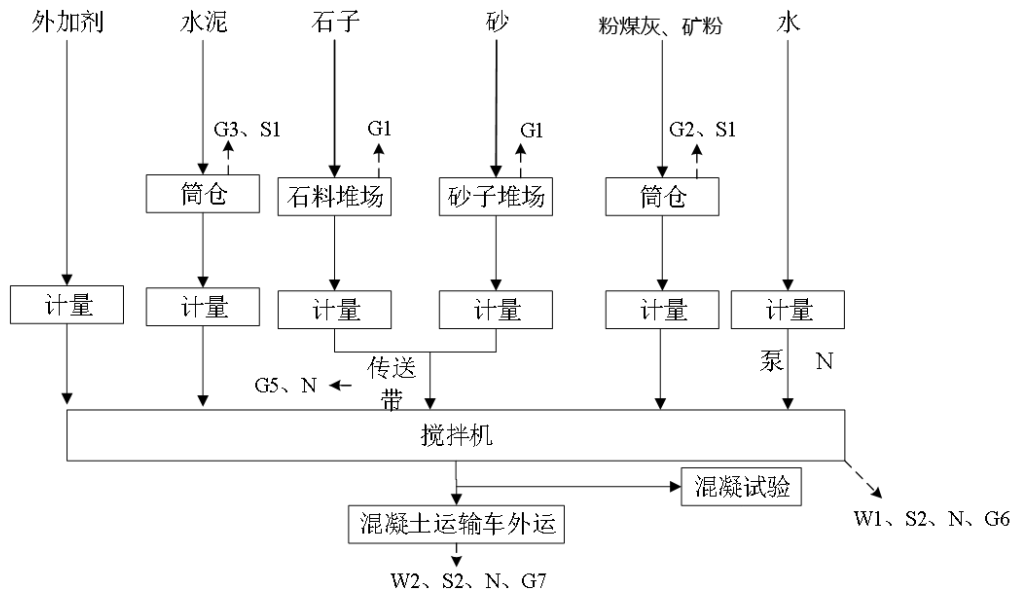 外加剂 水泥 石子 砂 粉煤灰、矿粉 水
G3、S1 G1 G1 G2、S1
筒仓 石料堆场 砂子堆场 筒仓
计量 计量 计量 计量 计量 计量
传送带
泵 N
G5、N
搅拌机
混凝试验
混凝土运输车外运
W1、S2、N、G6
W2、S2、N、G7